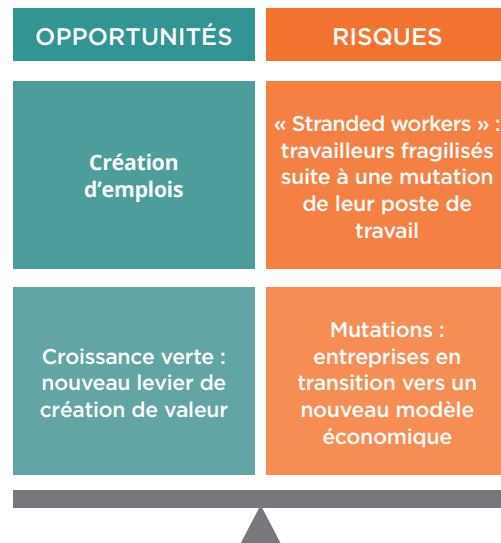 OPPORTUNITÉS
RISQUES
Création
d’emplois
« Stranded workers » :
travailleurs fragilisés
suite à une mutation
de leur poste de
travail
Croissance verte :
nouveau levier de
création de valeur
Mutations :
entreprises en
transition vers un
nouveau modèle
économique